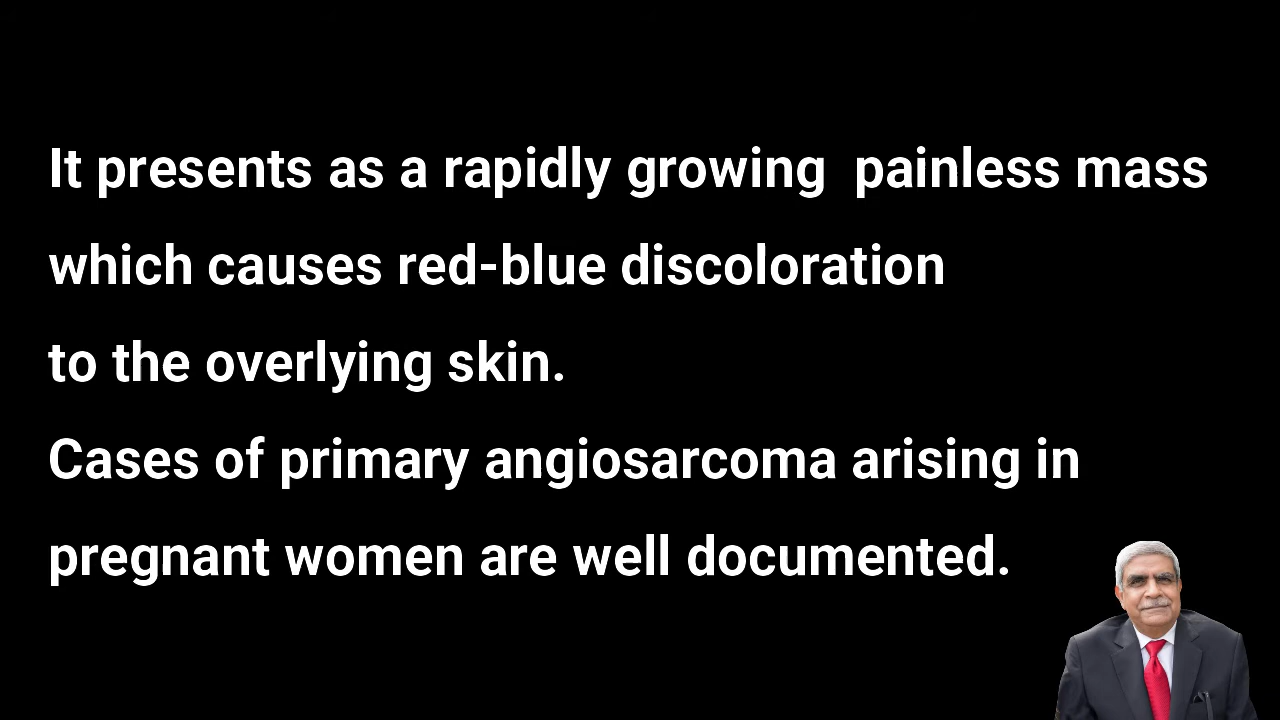 It presents as a rapidly growing  painless mass
which causes red-blue discoloration
to the overlying skin.
Cases of primary angiosarcoma arising in
pregnant women are well documented.